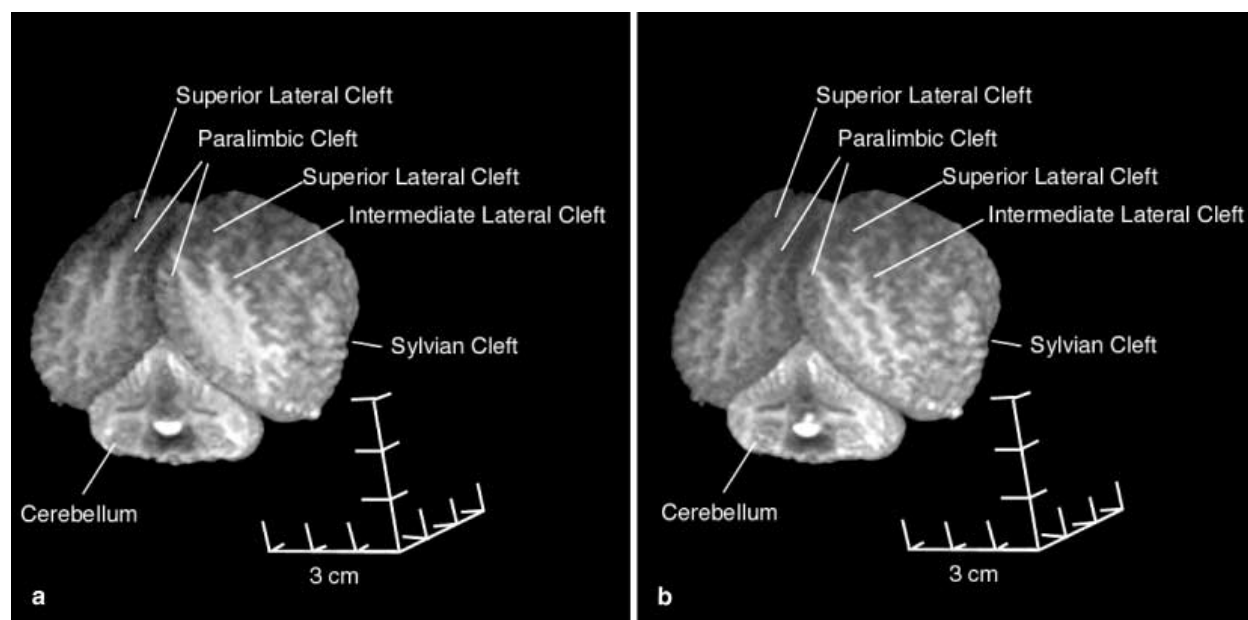 Superior Lateral Cleft
Paralimbic Cleft
Superior Lateral Cleft
Intermediate Lateral Cleft
Sylvian Cleft
Cerebellum
3 cm
a
Superior Lateral Cleft
Paralimbic Cleft
Superior Lateral Cleft
Intermediate Lateral Cleft
Sylvian Cleft
Cerebellum
3 cm
b